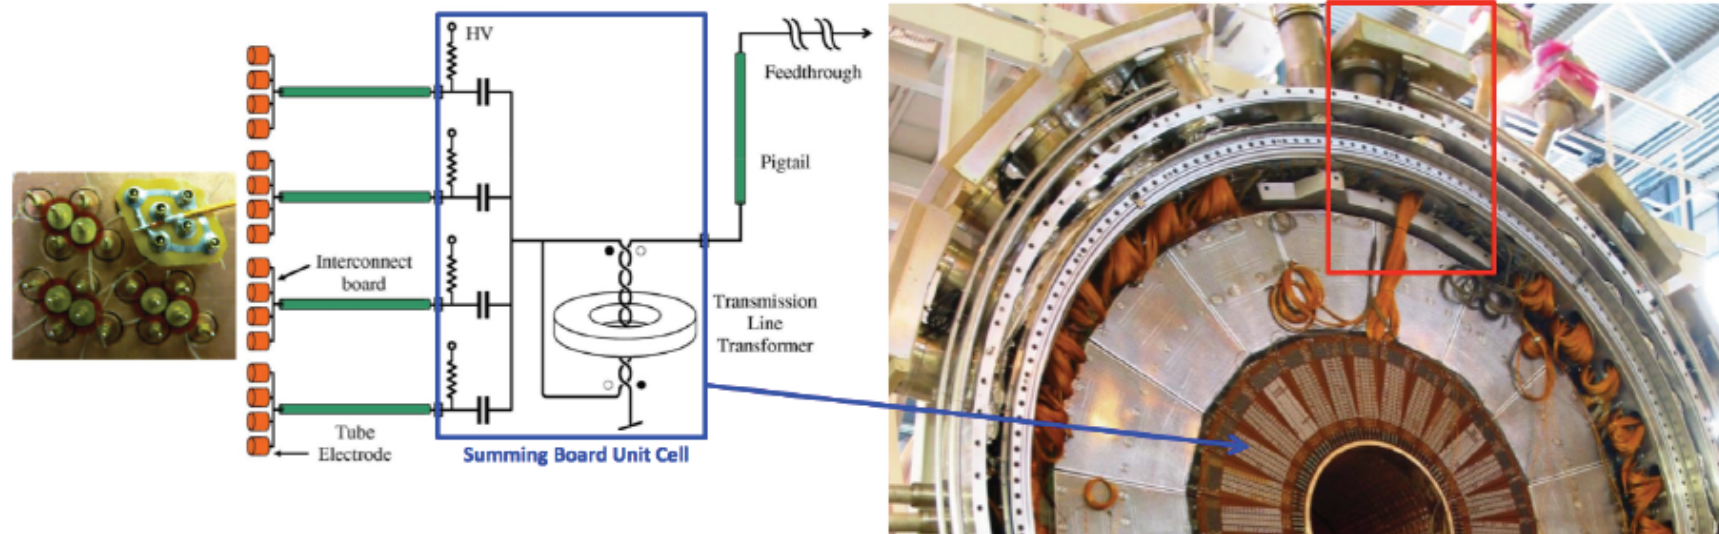 HV
Feedthrough
Pigtail
Interconnect
board
Transmission
Line
Transformer
Tube
Electrode
Summing Board Unit Cell